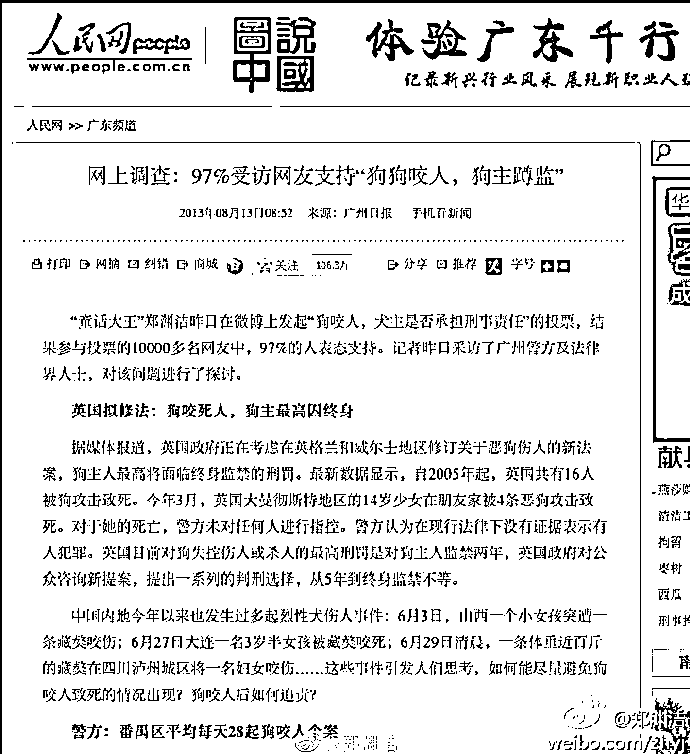 人民网 people
www.people.com.cn
圖說中國
体验广东千行
记录新兴行业风采 展现新职业人
人民网 >> 广东频道
网上调查：97%受访网友支持“狗狗咬人，狗主蹲监”
2013年08月13日08:52 来源：广州日报 手机看新闻
打印 网摘 纠错 商城 关注 106.3万 分享 推荐 字号
“童话大王”郑渊洁昨日在微博上发起“狗咬人，犬主是否承担刑事责任”的投票，结
果参与投票的10000多名网友中，97%的人表态支持。记者昨日采访了广州警方及法律
界人士，对该问题进行了探讨。
英国拟修法：狗咬死人，狗主最高囚终身
据媒体报道，英国政府正在考虑在英格兰和威尔士地区修订关于恶狗伤人的新法
案，狗主人最高将面临终身监禁的刑罚。最新数据显示，自2005年起，英国共有16人
被狗攻击致死。今年3月，英国大曼彻斯特地区的14岁少女在朋友家被4条恶狗攻击致
死。对于她的死亡，警方未对任何人进行指控。警方认为在现行法律下没有证据表示有
人犯罪。英国目前对狗失控伤人或杀人的最高刑罚是对狗主人监禁两年，英国政府对公
众咨询新提案，提出一系列的判刑选择，从5年到终身监禁不等。
中国内地今年以来也发生过多起烈性犬伤人事件：6月3日，山西一个小女孩突遭一
条藏獒咬伤；6月27日大连一名3岁半女孩被藏獒咬死；6月29日清晨，一条体重近百斤
的藏獒在四川泸州城区将一名妇女咬伤……这些事件引发人们思考，如何能尽量避免狗
咬人致死的情况出现？狗咬人后如何追责？
警方：番禺区平均每天28起狗咬人个案
华
成
献
拘留
枣树
西瓜
@郑渊洁
weibo.com/zhyj